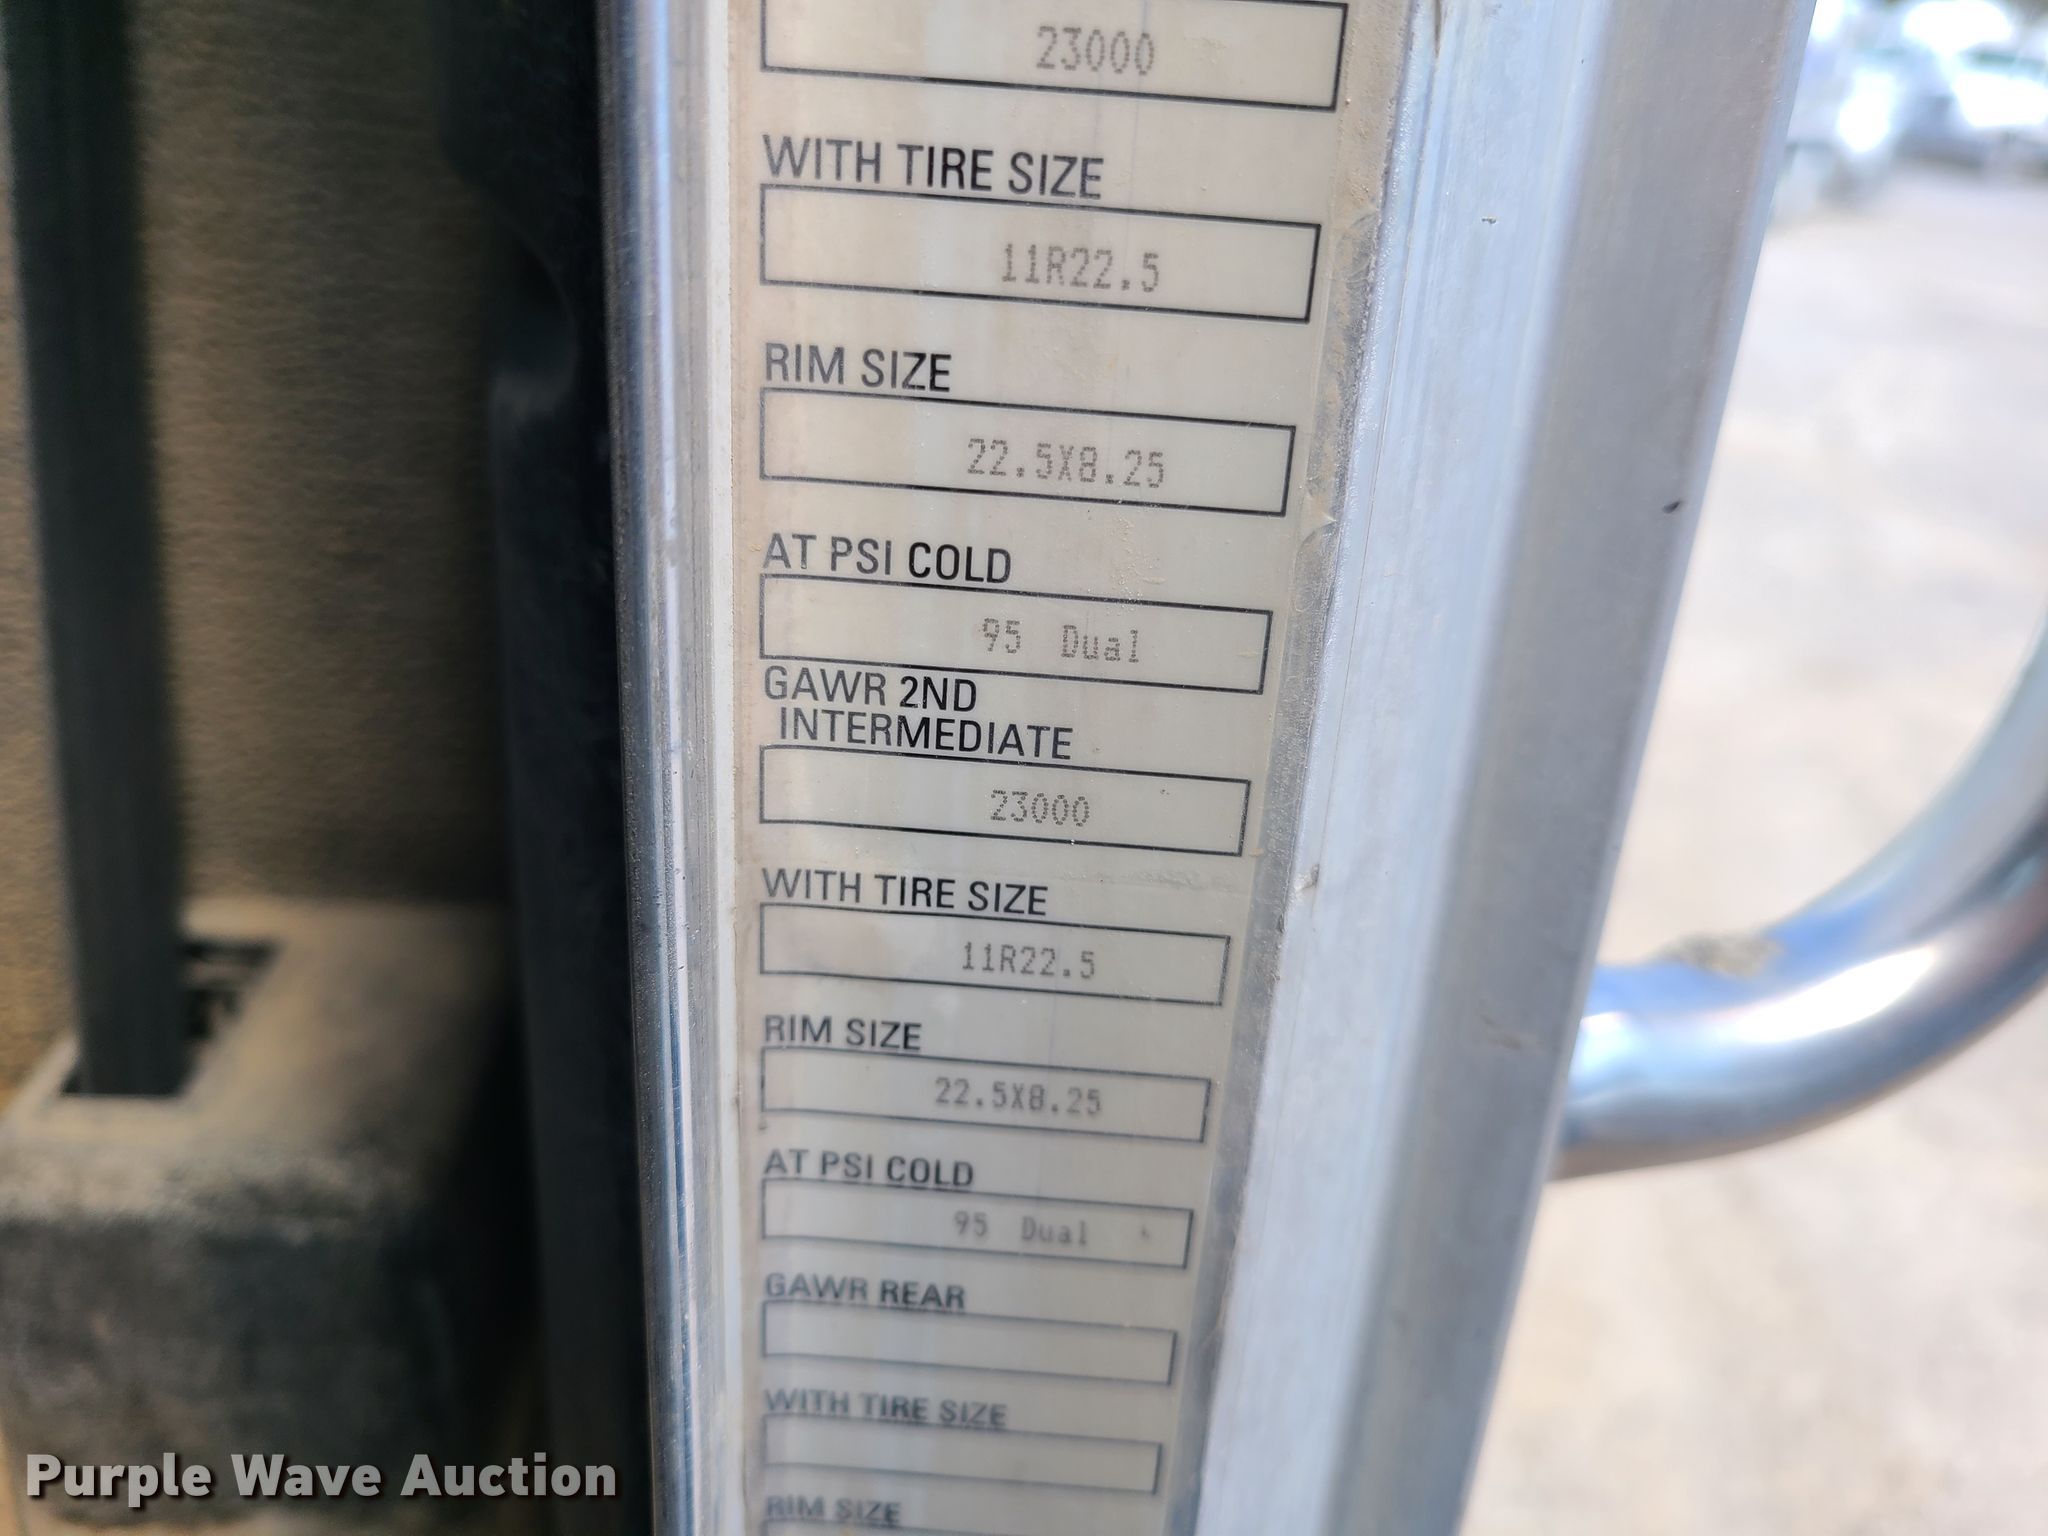 23000
WITH TIRE SIZE
11R22.5
RIM SIZE
22.5X8.25
AT PSI COLD
95 Dual
GAWR 2ND
INTERMEDIATE
23000
WITH TIRE SIZE
11R22.5
RIM SIZE
22.5X8.25
AT PSI COLD
95 Dual
GAWR REAR
WITH TIRE SIZE
RIM SIZE
Purple Wave Auction